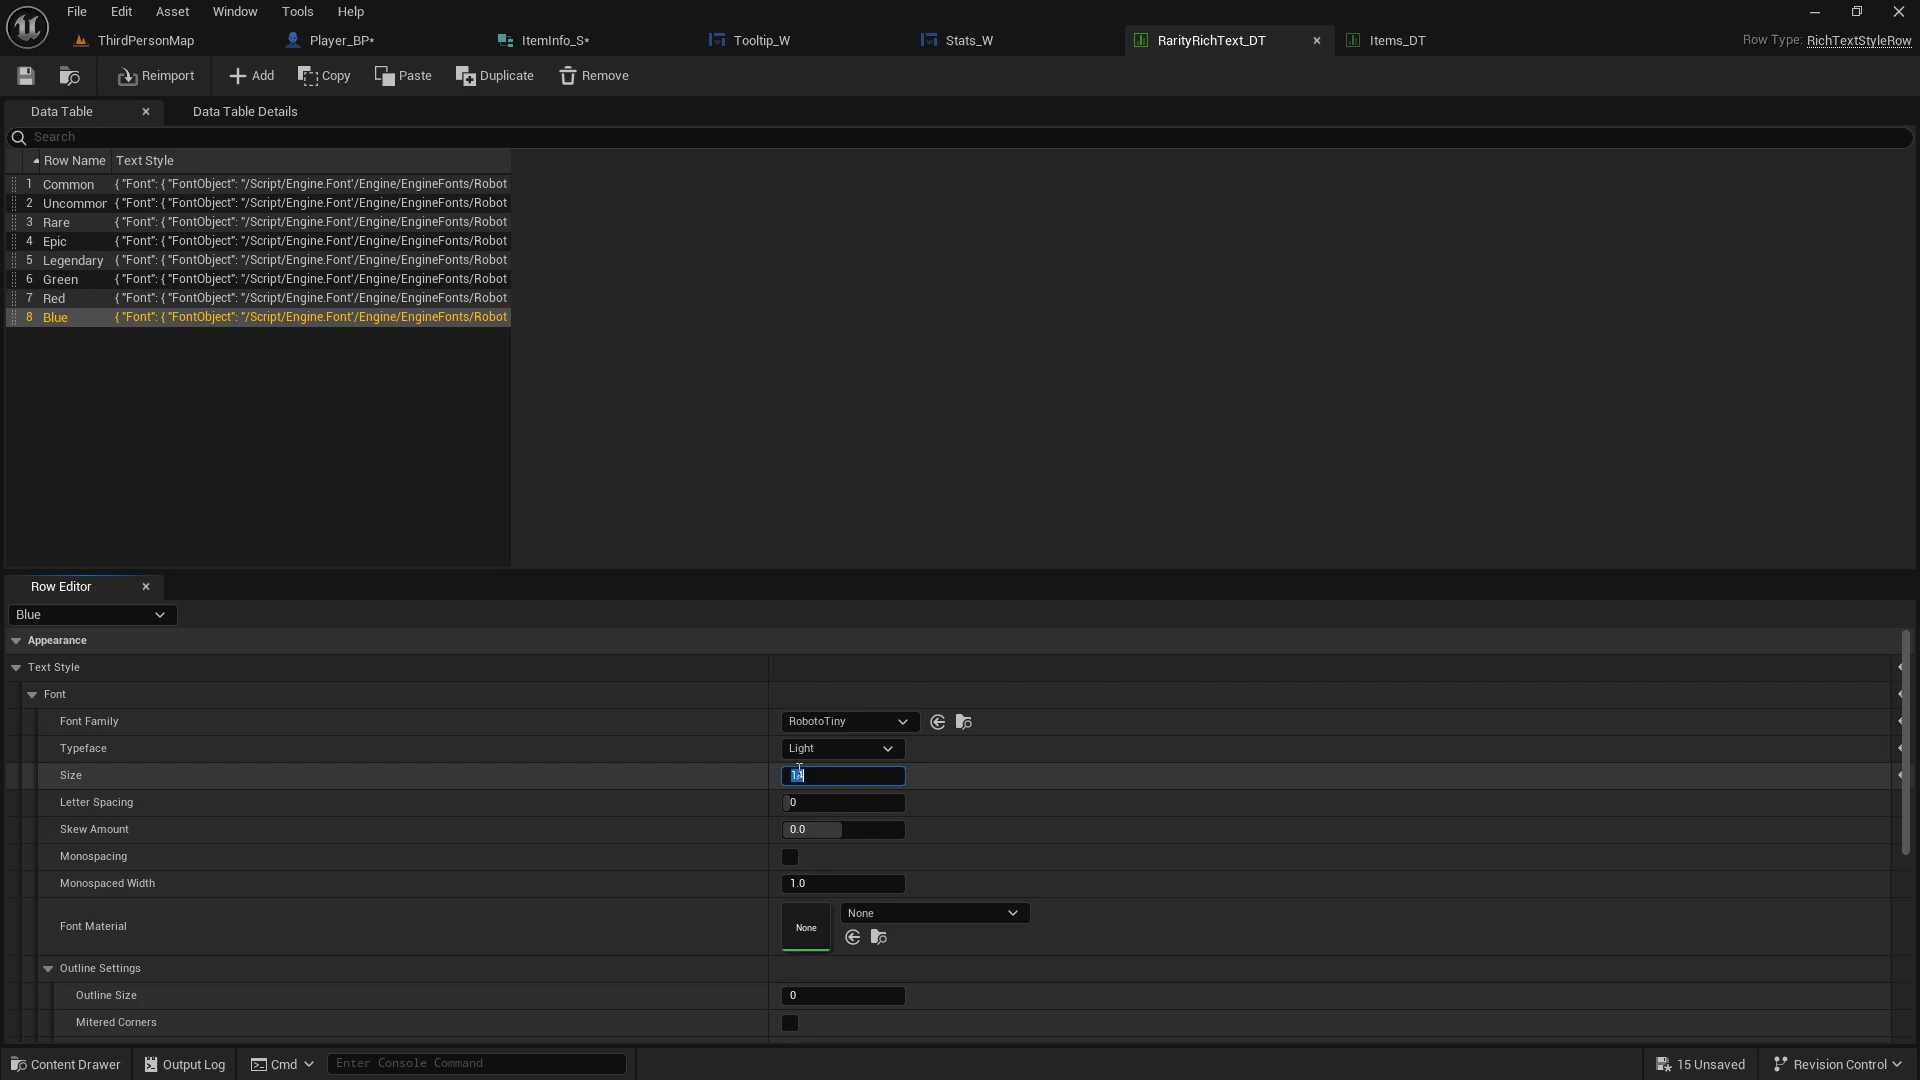 File Edit Asset Window Tools Help
ThirdPersonMap Player_BP* ItemInfo_S* Tooltip_W Stats_W RarityRichText_DT Items_DT Row Type: RichTextStyleRow
Reimport Add Copy Paste Duplicate Remove
Data Table Data Table Details
Search
Row Name Text Style
1 Common { "Font": { "FontObject": "/Script/Engine.Font'/Engine/EngineFonts/Robot
2 Uncommor { "Font": { "FontObject": "/Script/Engine.Font'/Engine/EngineFonts/Robot
3 Rare { "Font": { "FontObject": "/Script/Engine.Font'/Engine/EngineFonts/Robot
4 Epic { "Font": { "FontObject": "/Script/Engine.Font'/Engine/EngineFonts/Robot
5 Legendary { "Font": { "FontObject": "/Script/Engine.Font'/Engine/EngineFonts/Robot
6 Green { "Font": { "FontObject": "/Script/Engine.Font'/Engine/EngineFonts/Robot
7 Red { "Font": { "FontObject": "/Script/Engine.Font'/Engine/EngineFonts/Robot
8 Blue { "Font": { "FontObject": "/Script/Engine.Font'/Engine/EngineFonts/Robot
Row Editor
Blue
Appearance
Text Style
Font
Font Family RobotoTiny
Typeface Light
Size
Letter Spacing 0
Skew Amount 0.0
Monospacing
Monospaced Width 1.0
Font Material None None
Outline Settings
Outline Size 0
Mitered Corners
Content Drawer Output Log Cmd Enter Console Command 15 Unsaved Revision Control